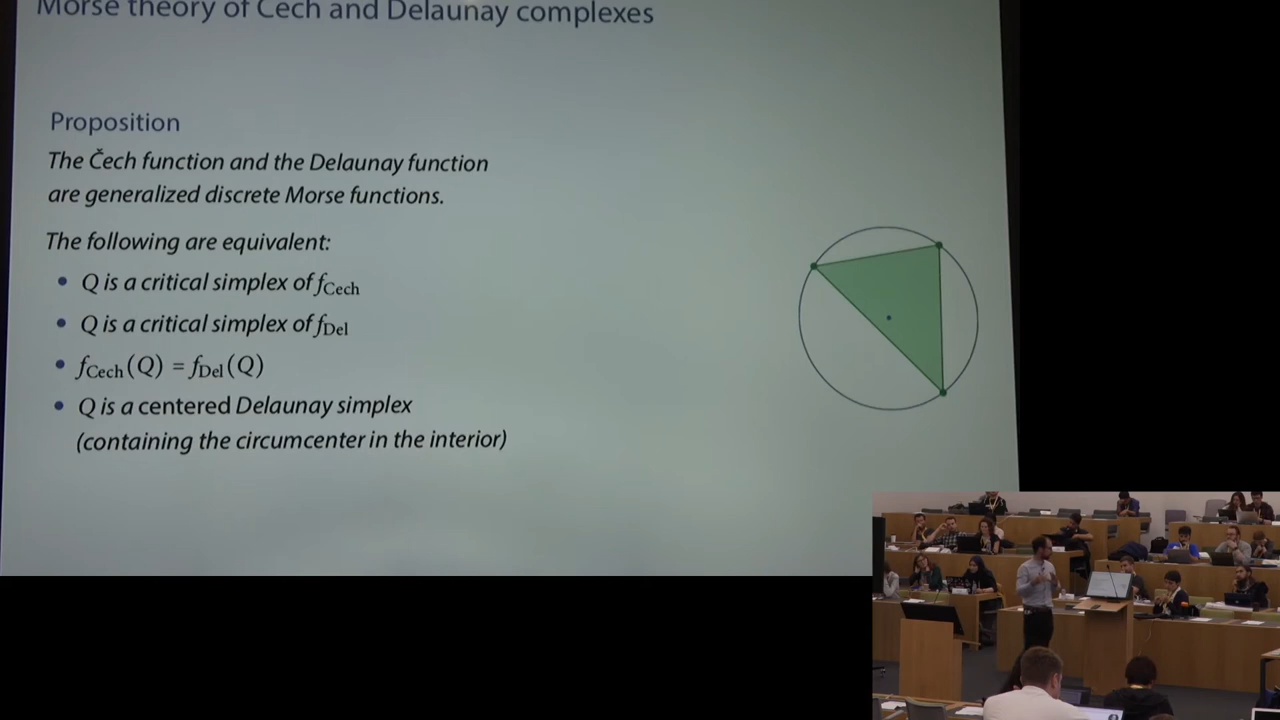 Morse theory of Čech and Delaunay complexes
Proposition
The Čech function and the Delaunay function
are generalized discrete Morse functions.
The following are equivalent:
• Q is a critical simplex of fCech
• Q is a critical simplex of fDel
• fCech(Q) = fDel(Q)
• Q is a centered Delaunay simplex
(containing the circumcenter in the interior)